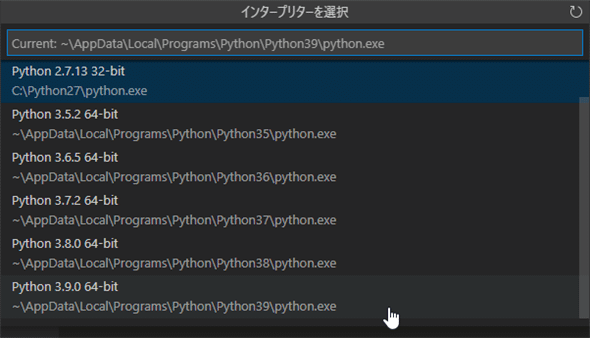 インタープリターを選択
Current: ~\AppData\Local\Programs\Python\Python39\python.exe
Python 2.7.13 32-bit
C:\Python27\python.exe
Python 3.5.2 64-bit
~\AppData\Local\Programs\Python\Python35\python.exe
Python 3.6.5 64-bit
~\AppData\Local\Programs\Python\Python36\python.exe
Python 3.7.2 64-bit
~\AppData\Local\Programs\Python\Python37\python.exe
Python 3.8.0 64-bit
~\AppData\Local\Programs\Python\Python38\python.exe
Python 3.9.0 64-bit
~\AppData\Local\Programs\Python\Python39\python.exe